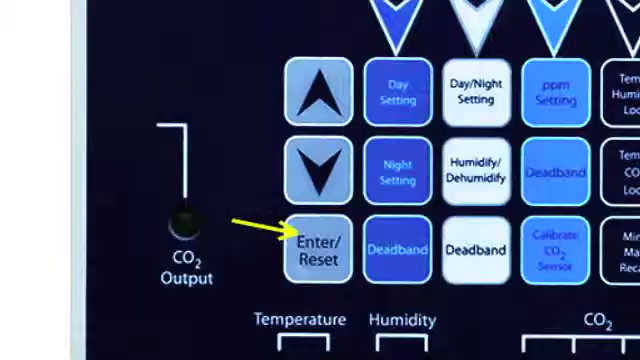 Day
Setting
Day/Night
Setting
ppm
Setting
Night
Setting
Humidify/
Dehumidify
Deadband
Enter/
Reset
Deadband
Deadband
Calibrate
CO2
Sensor
CO2
Output
Temperature
Humidity
CO2